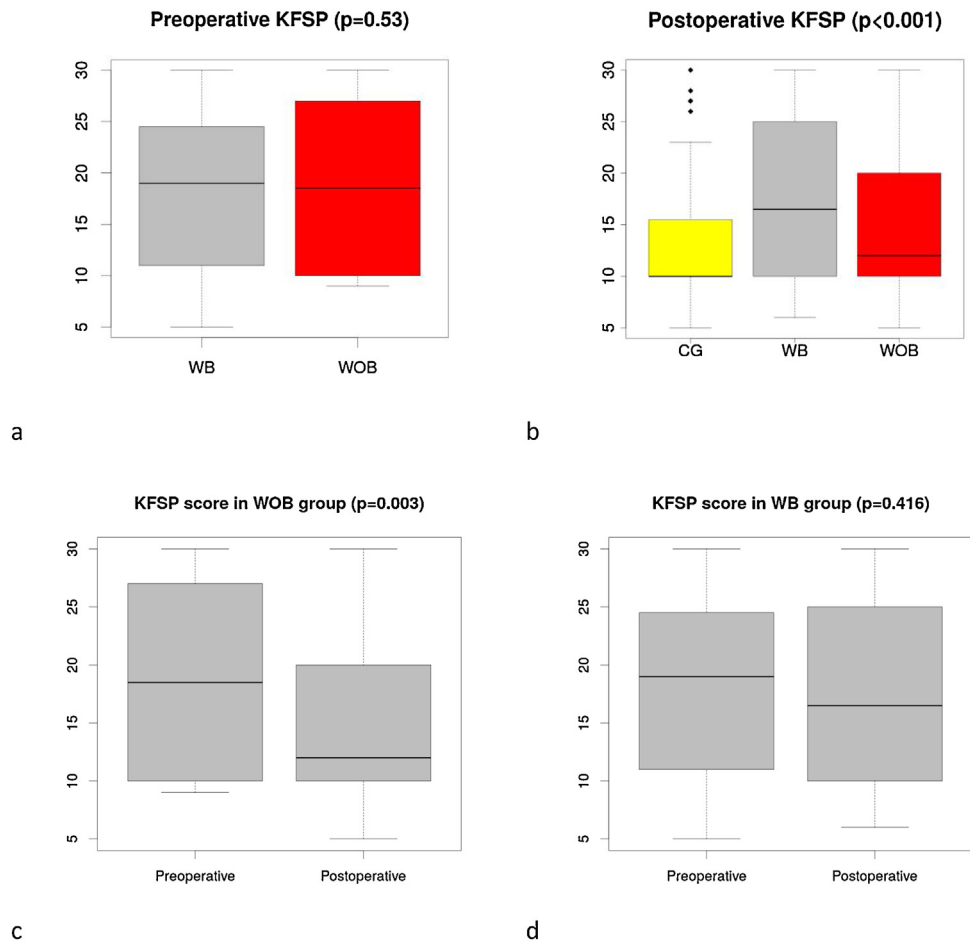 Preoperative KFSP (p=0.53)
30
25
20
15
10
5
WB WOB
a
Postoperative KFSP (p<0.001)
30
25
20
15
10
5
CG WB WOB
b
KFSP score in WOB group (p=0.003)
30
25
20
15
10
5
Preoperative Postoperative
c
KFSP score in WB group (p=0.416)
30
25
20
15
10
5
Preoperative Postoperative
d